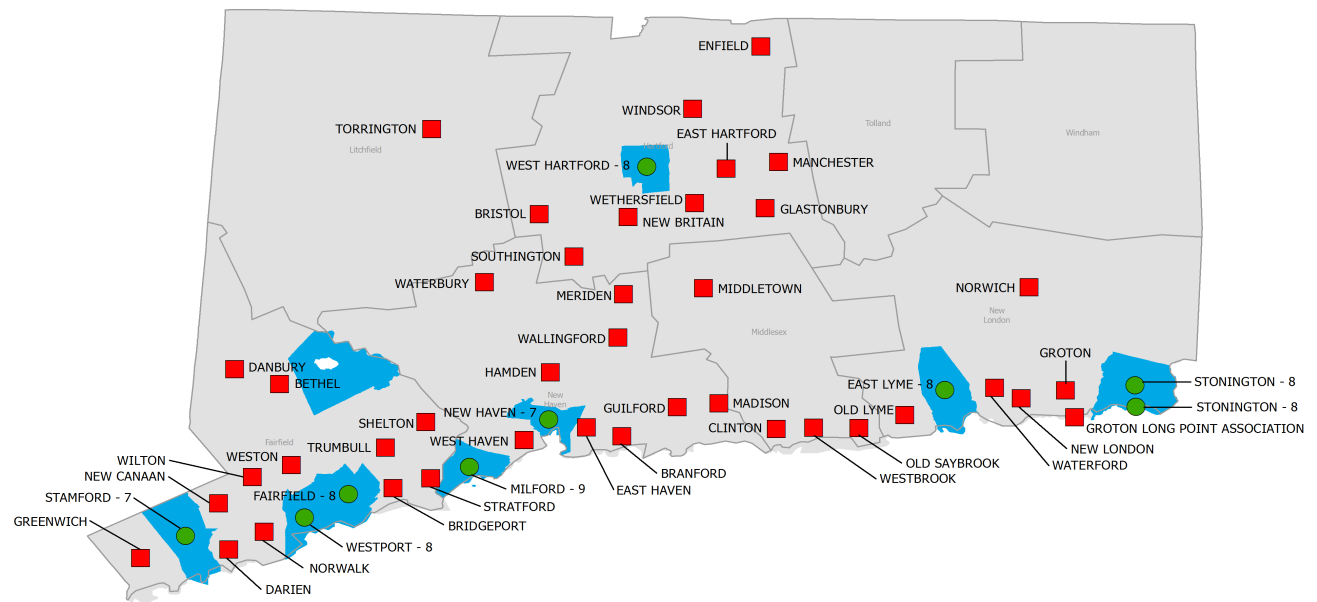 ENFIELD
WINDSOR
TORRINGTON
EAST HARTFORD
Tolland
Windham
Litchfield
Hartford
WEST HARTFORD - 8
MANCHESTER
WETHERSFIELD
GLASTONBURY
BRISTOL
NEW BRITAIN
SOUTHINGTON
WATERBURY
MERIDEN
MIDDLETOWN
NORWICH
New
London
Middlesex
WALLINGFORD
GROTON
DANBURY
BETHEL
HAMDEN
EAST LYME - 8
STONINGTON - 8
New
Haven
NEW HAVEN - 7
GUILFORD
MADISON
OLD LYME
STONINGTON - 8
SHELTON
CLINTON
GROTON LONG POINT ASSOCIATION
Fairfield
WEST HAVEN
TRUMBULL
NEW LONDON
WESTON
WILTON
OLD SAYBROOK
WATERFORD
NEW CANAAN
BRANFORD
WESTBROOK
STAMFORD - 7
FAIRFIELD - 8
MILFORD - 9
EAST HAVEN
STRATFORD
GREENWICH
BRIDGEPORT
WESTPORT - 8
NORWALK
DARIEN